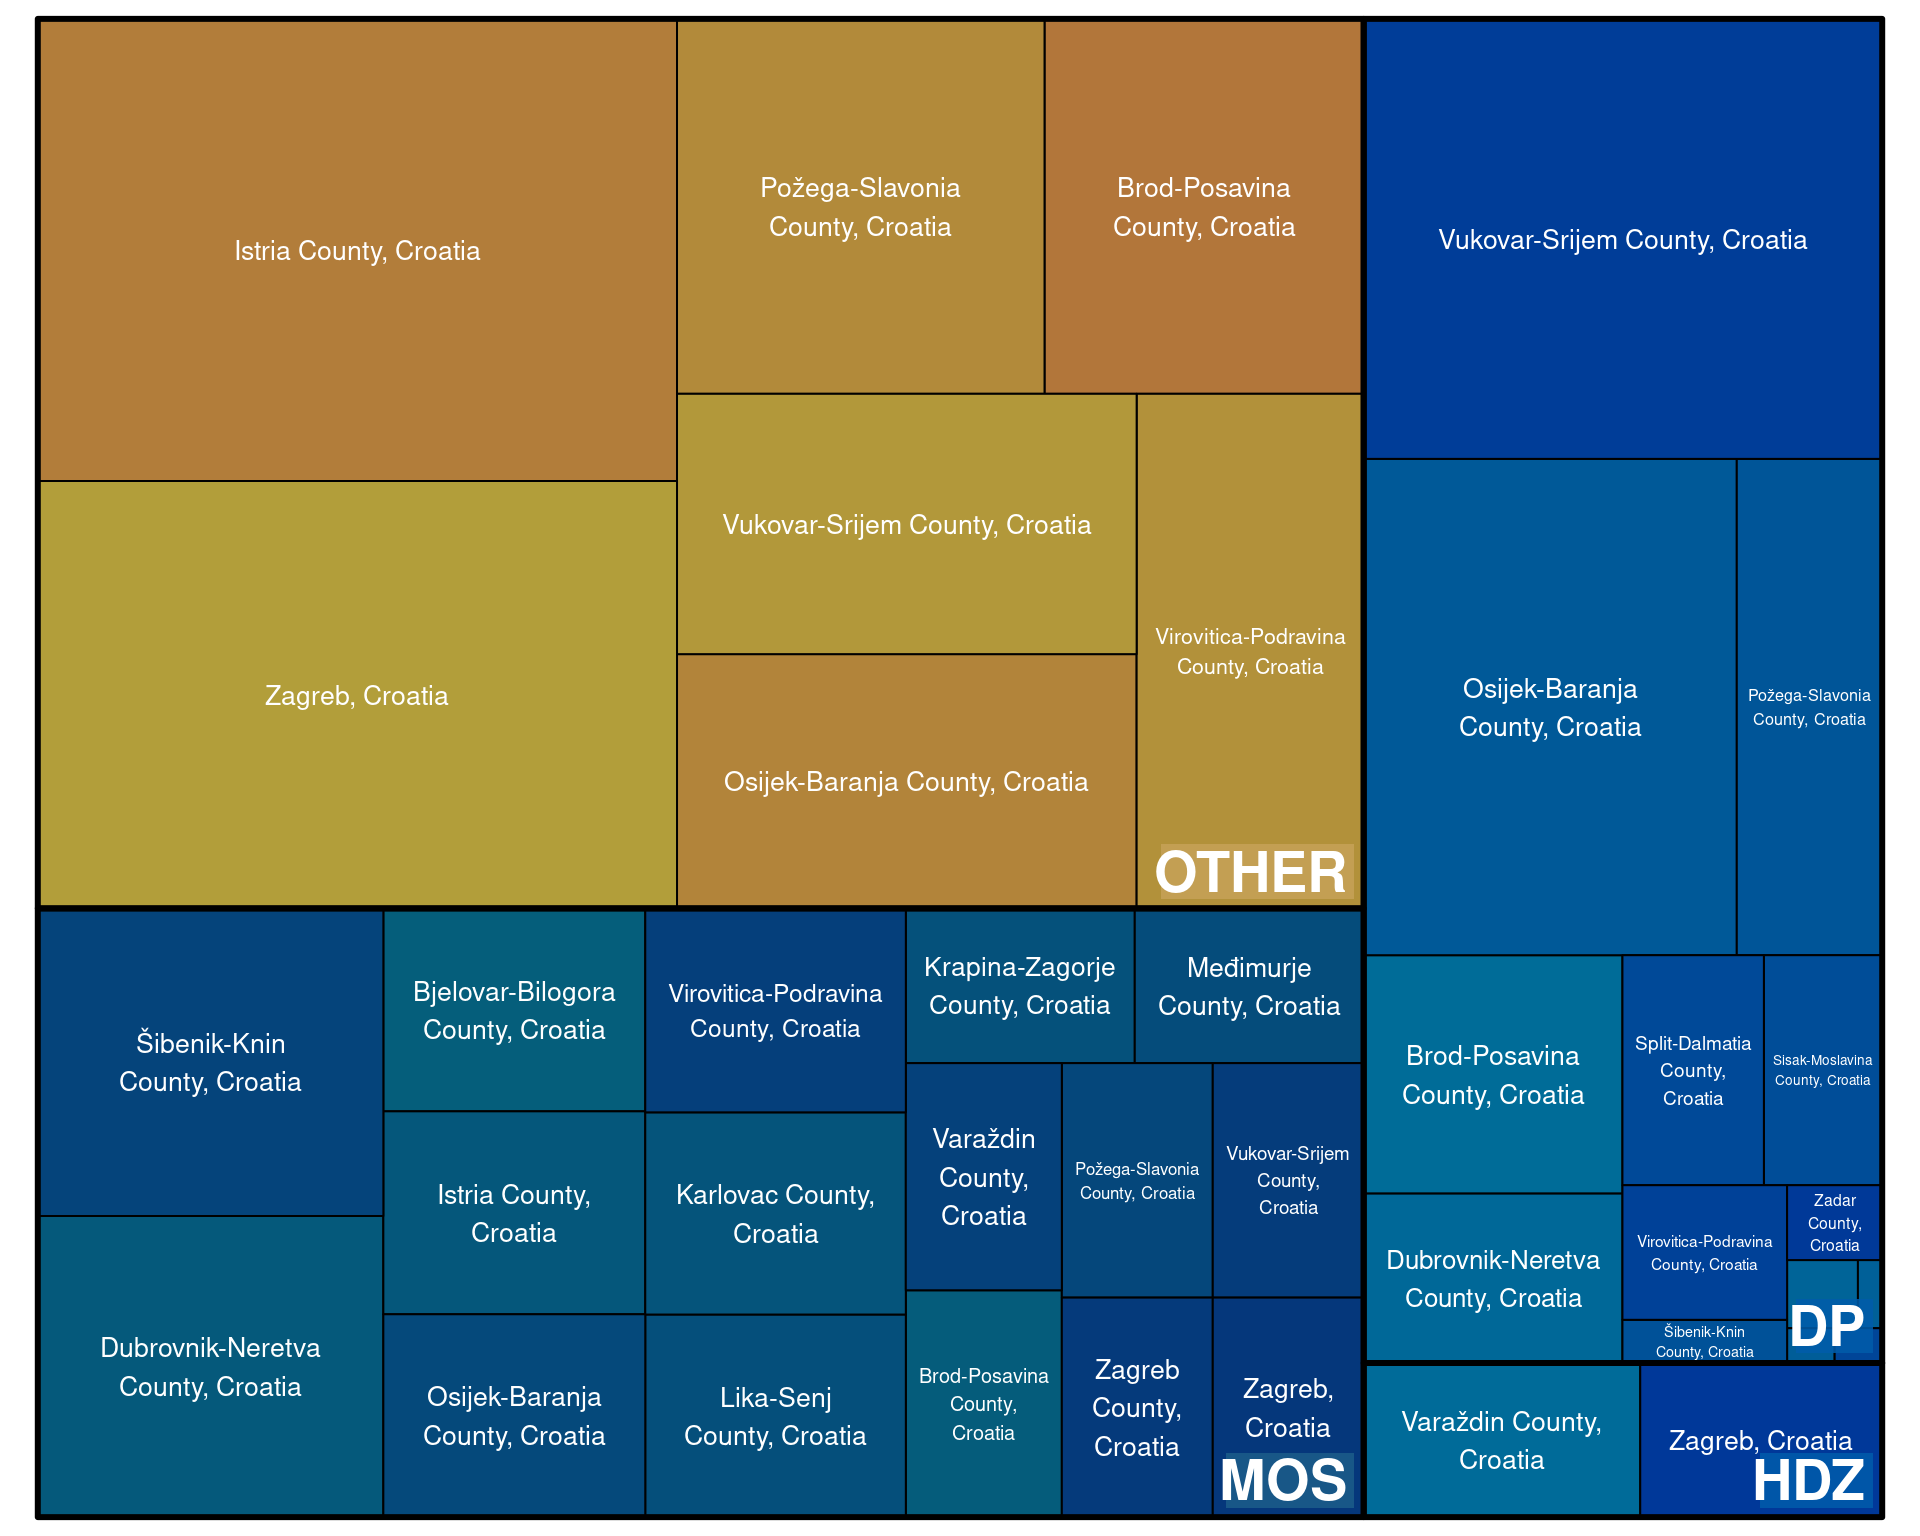 Istria County, Croatia
Požega-Slavonia
County, Croatia
Brod-Posavina
County, Croatia
Zagreb, Croatia
Vukovar-Srijem County, Croatia
Osijek-Baranja County, Croatia
Virovitica-Podravina
County, Croatia
OTHER
Vukovar-Srijem County, Croatia
Osijek-Baranja
County, Croatia
Požega-Slavonia
County, Croatia
Brod-Posavina
County, Croatia
Split-Dalmatia
County,
Croatia
Sisak-Moslavina
County, Croatia
Dubrovnik-Neretva
County, Croatia
Virovitica-Podravina
County, Croatia
Zadar
County,
Croatia
Šibenik-Knin
County, Croatia
DP
Šibenik-Knin
County, Croatia
Dubrovnik-Neretva
County, Croatia
Bjelovar-Bilogora
County, Croatia
Istria County,
Croatia
Osijek-Baranja
County, Croatia
Virovitica-Podravina
County, Croatia
Karlovac County,
Croatia
Lika-Senj
County, Croatia
Krapina-Zagorje
County, Croatia
Međimurje
County, Croatia
Varaždin
County,
Croatia
Požega-Slavonia
County, Croatia
Vukovar-Srijem
County,
Croatia
Brod-Posavina
County,
Croatia
Zagreb
County,
Croatia
Zagreb,
Croatia
MOS
Varaždin County,
Croatia
Zagreb, Croatia
HDZ